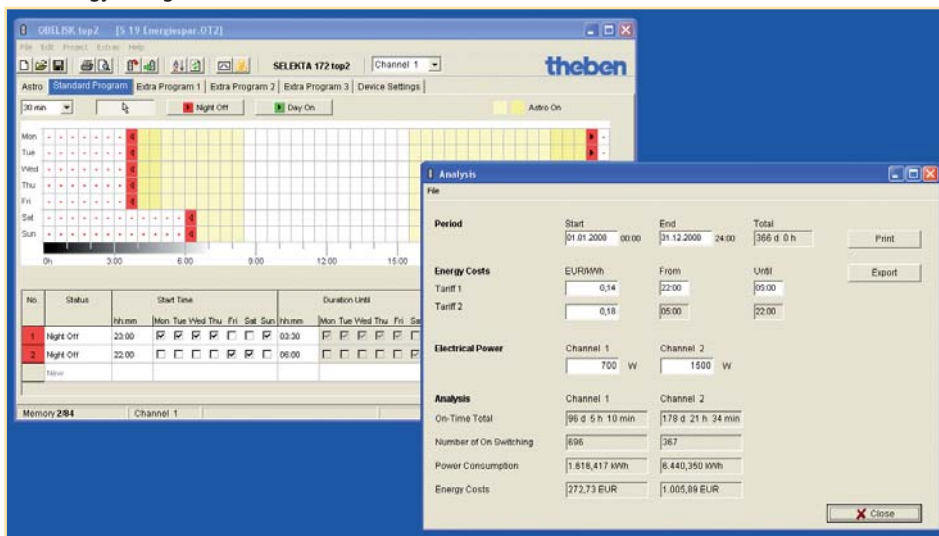 OBELISK top2 [S 19 Energiespar.OT2]
File Edit Project Extras Help
SELEKTA 172 top2 Channel 1
theben
Astro Standard Program Extra Program 1 Extra Program 2 Extra Program 3 Device Settings
30 min Night Off Day On Astro On
Mon
Tue
Wed
Thu
Fri
Sat
Sun
0h 3:00 6:00 9:00 12:00 15:00
No. Status Start Time Duration Until
hh:mm Mon Tue Wed Thu Fri Sat Sun hh:mm Mon Tue Wed Thu Fri
1 Night Off 23:00 03:30
2 Night Off 22:00 06:00
New
Memory 2/84 Channel 1
Analysis
File
Period Start End Total
01.01.2008 00:00 31.12.2008 24:00 366 d 0 h Print
Energy Costs EUR/kWh From Until Export
Tariff 1 0,14 22:00 05:00
Tariff 2 0,18 05:00 22:00
Electrical Power Channel 1 Channel 2
700 W 1500 W
Analysis Channel 1 Channel 2
On-Time Total 96 d 5 h 10 min 178 d 21 h 34 min
Number of On Switching 696 367
Power Consumption 1.616,417 kWh 6.440,350 kWh
Energy Costs 272,73 EUR 1.005,89 EUR
Close